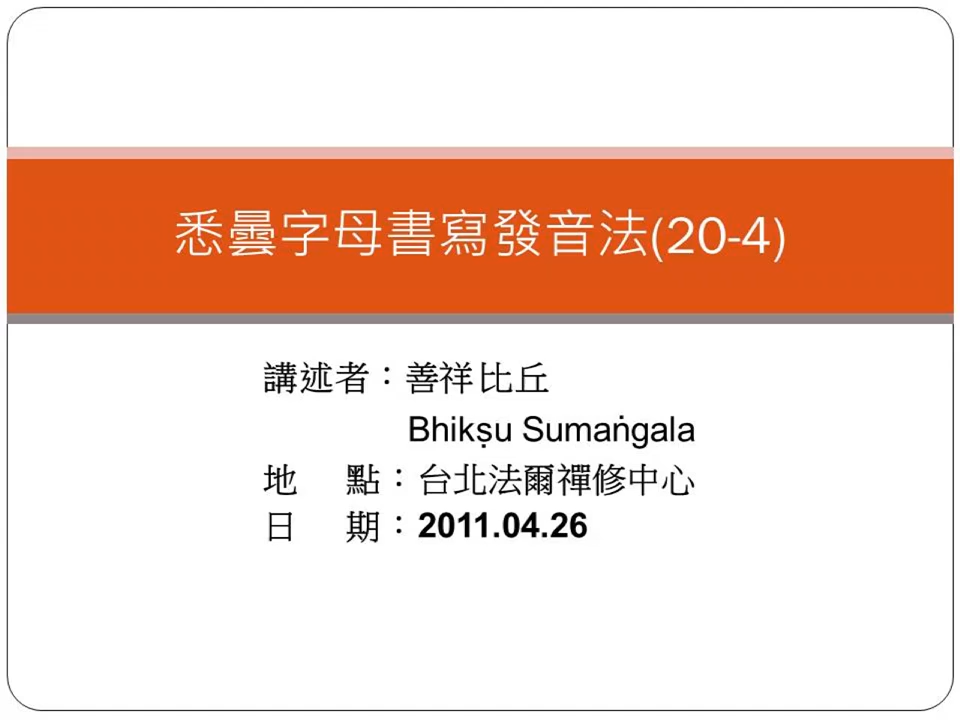 悉曇字母書寫發音法(20-4)
講述者：善祥比丘
Bhikṣu Sumaṅgala
地 點：台北法爾禪修中心
日 期：2011.04.26